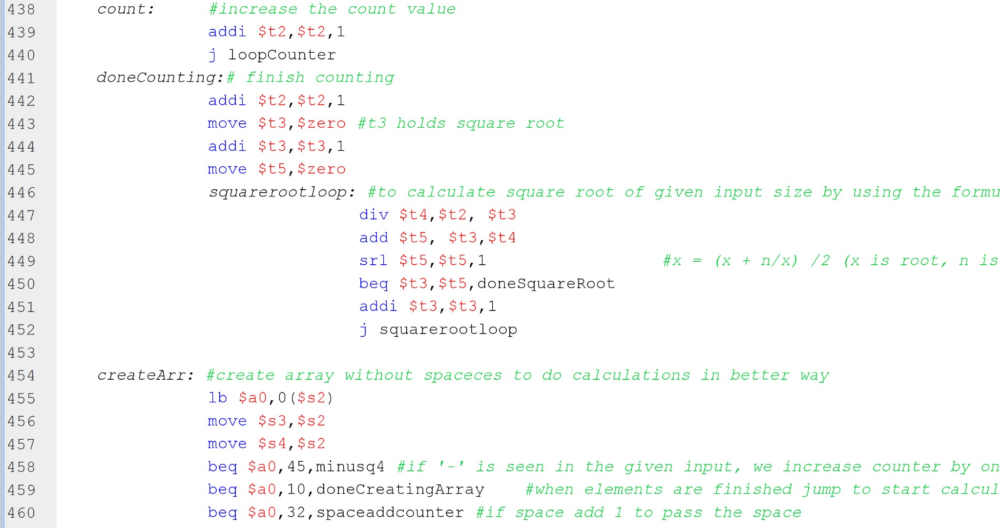 438 count: #increase the count value
439 addi $t2,$t2,1
440 j loopCounter
441 doneCounting:# finish counting
442 addi $t2,$t2,1
443 move $t3,$zero #t3 holds square root
444 addi $t3,$t3,1
445 move $t5,$zero
446 squarerootloop: #to calculate square root of given input size by using the formu
447 div $t4,$t2, $t3
448 add $t5, $t3,$t4
449 srl $t5,$t5,1 #x = (x + n/x) /2 (x is root, n is
450 beq $t3,$t5,doneSquareRoot
451 addi $t3,$t3,1
452 j squarerootloop
453
454 createArr: #create array without spaceces to do calculations in better way
455 lb $a0,0($s2)
456 move $s3,$s2
457 move $s4,$s2
458 beq $a0,45,minusq4 #if '-' is seen in the given input, we increase counter by on
459 beq $a0,10,doneCreatingArray #when elements are finished jump to start calcul
460 beq $a0,32,spaceaddcounter #if space add 1 to pass the space